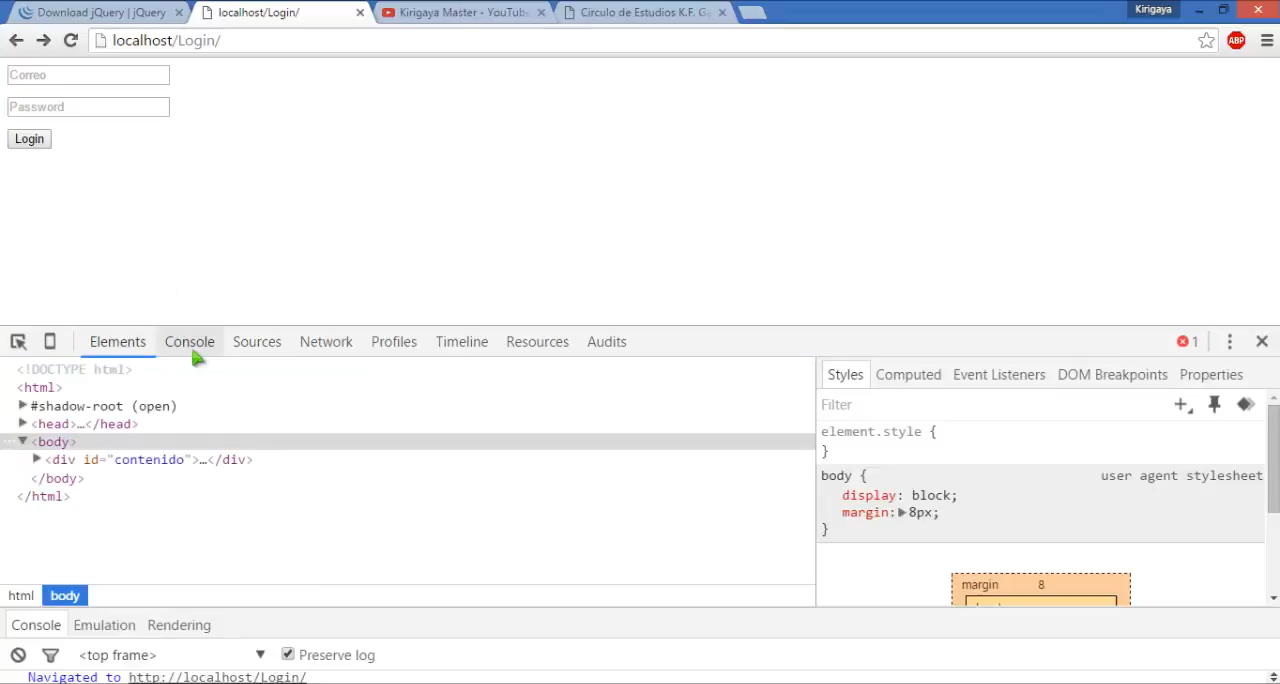 Download jQuery | jQuery
localhost/Login/
Kirigaya Master - YouTube
Circulo de Estudios K.F. G
Kirigaya
localhost/Login/
ABP
Correo
Password
Login
Elements Console Sources Network Profiles Timeline Resources Audits 1
<!DOCTYPE html>
<html>
#shadow-root (open)
<head>…</head>
<body>
<div id="contenido">…</div>
</body>
</html>
html body
Styles Computed Event Listeners DOM Breakpoints Properties
Filter
element.style {
}
body { user agent stylesheet
display: block;
margin: 8px;
}
margin 8
Console Emulation Rendering
<top frame> Preserve log
Navigated to http://localhost/Login/